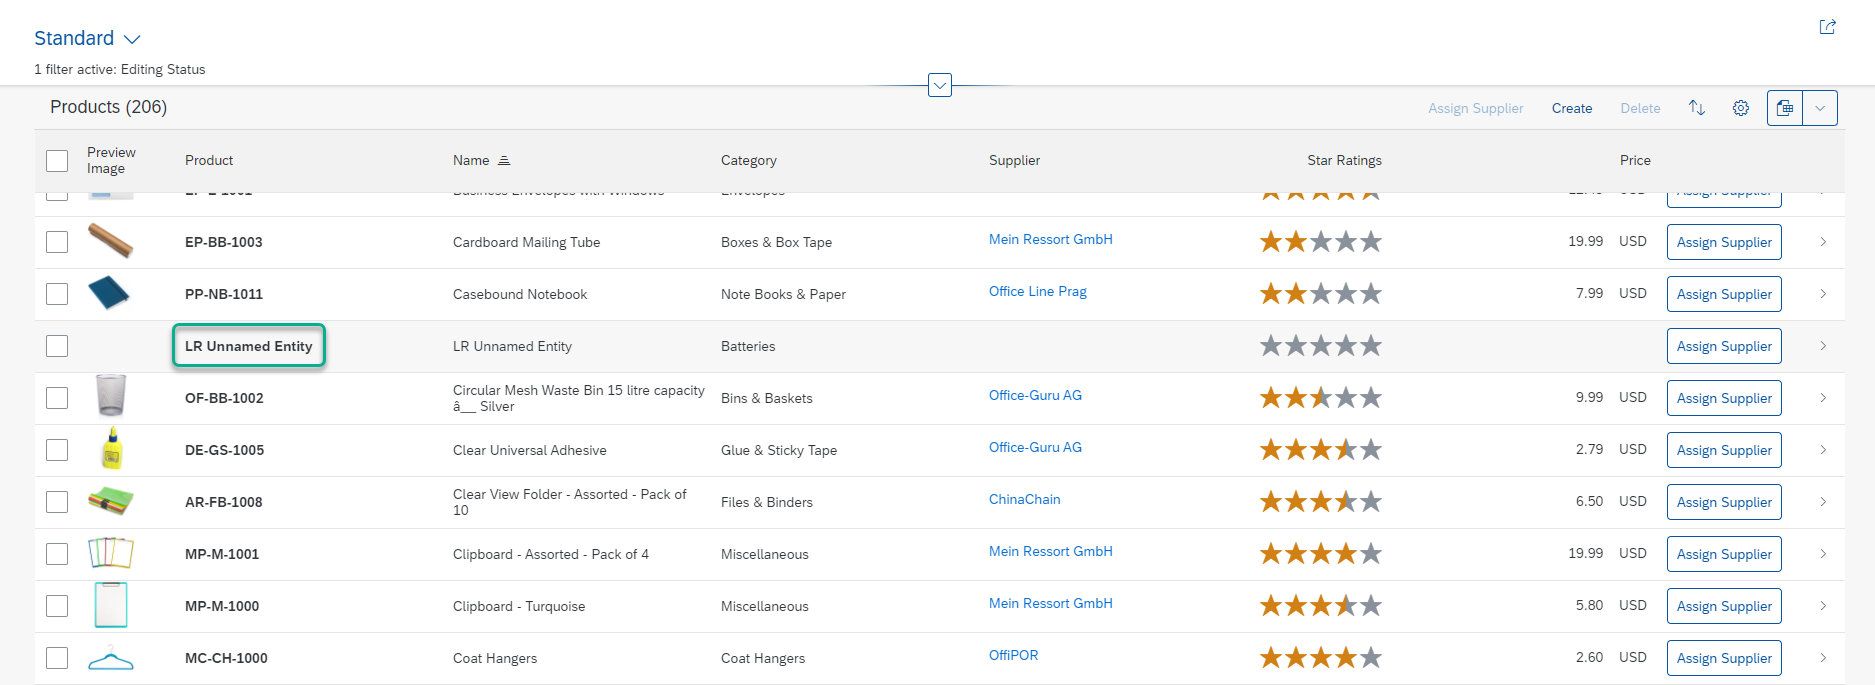 Standard
1 filter active: Editing Status
Products (206)
Assign Supplier Create Delete
Preview Image Product Name Category Supplier Star Ratings Price
EP-BB-1003 Cardboard Mailing Tube Boxes & Box Tape Mein Ressort GmbH 19.99 USD Assign Supplier
PP-NB-1011 Casebound Notebook Note Books & Paper Office Line Prag 7.99 USD Assign Supplier
LR Unnamed Entity LR Unnamed Entity Batteries Assign Supplier
OF-BB-1002 Circular Mesh Waste Bin 15 litre capacity â__ Silver Bins & Baskets Office-Guru AG 9.99 USD Assign Supplier
DE-GS-1005 Clear Universal Adhesive Glue & Sticky Tape Office-Guru AG 2.79 USD Assign Supplier
AR-FB-1008 Clear View Folder - Assorted - Pack of 10 Files & Binders ChinaChain 6.50 USD Assign Supplier
MP-M-1001 Clipboard - Assorted - Pack of 4 Miscellaneous Mein Ressort GmbH 19.99 USD Assign Supplier
MP-M-1000 Clipboard - Turquoise Miscellaneous Mein Ressort GmbH 5.80 USD Assign Supplier
MC-CH-1000 Coat Hangers Coat Hangers OffiPOR 2.60 USD Assign Supplier